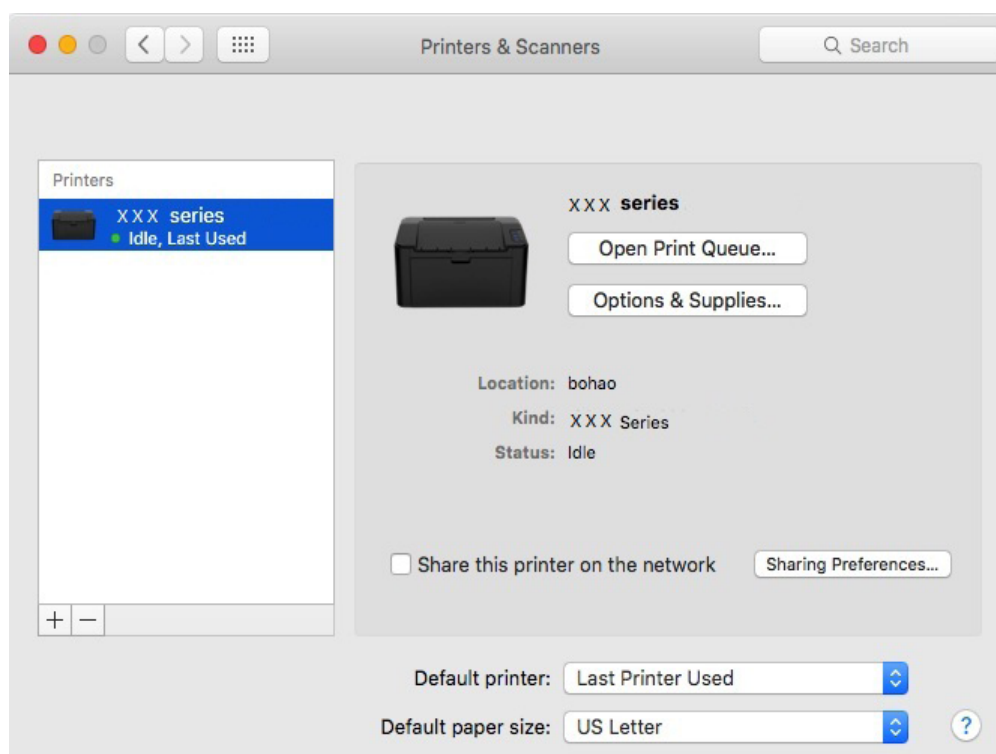 Printers & Scanners
Search
Printers
XXX series
Idle, Last Used
XXX series
Open Print Queue...
Options & Supplies...
Location: bohao
Kind: XXX Series
Status: Idle
Share this printer on the network
Sharing Preferences...
+ −
Default printer: Last Printer Used
Default paper size: US Letter
?